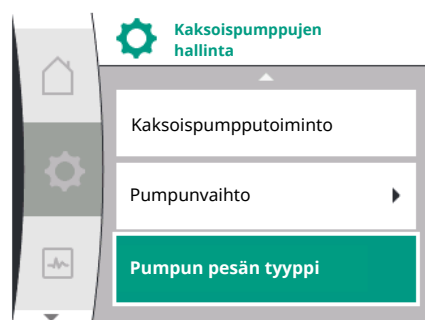 Kaksoispumppujen
hallinta
Kaksoispumpputoiminto
Pumpunvaihto
Pumpun pesän tyyppi